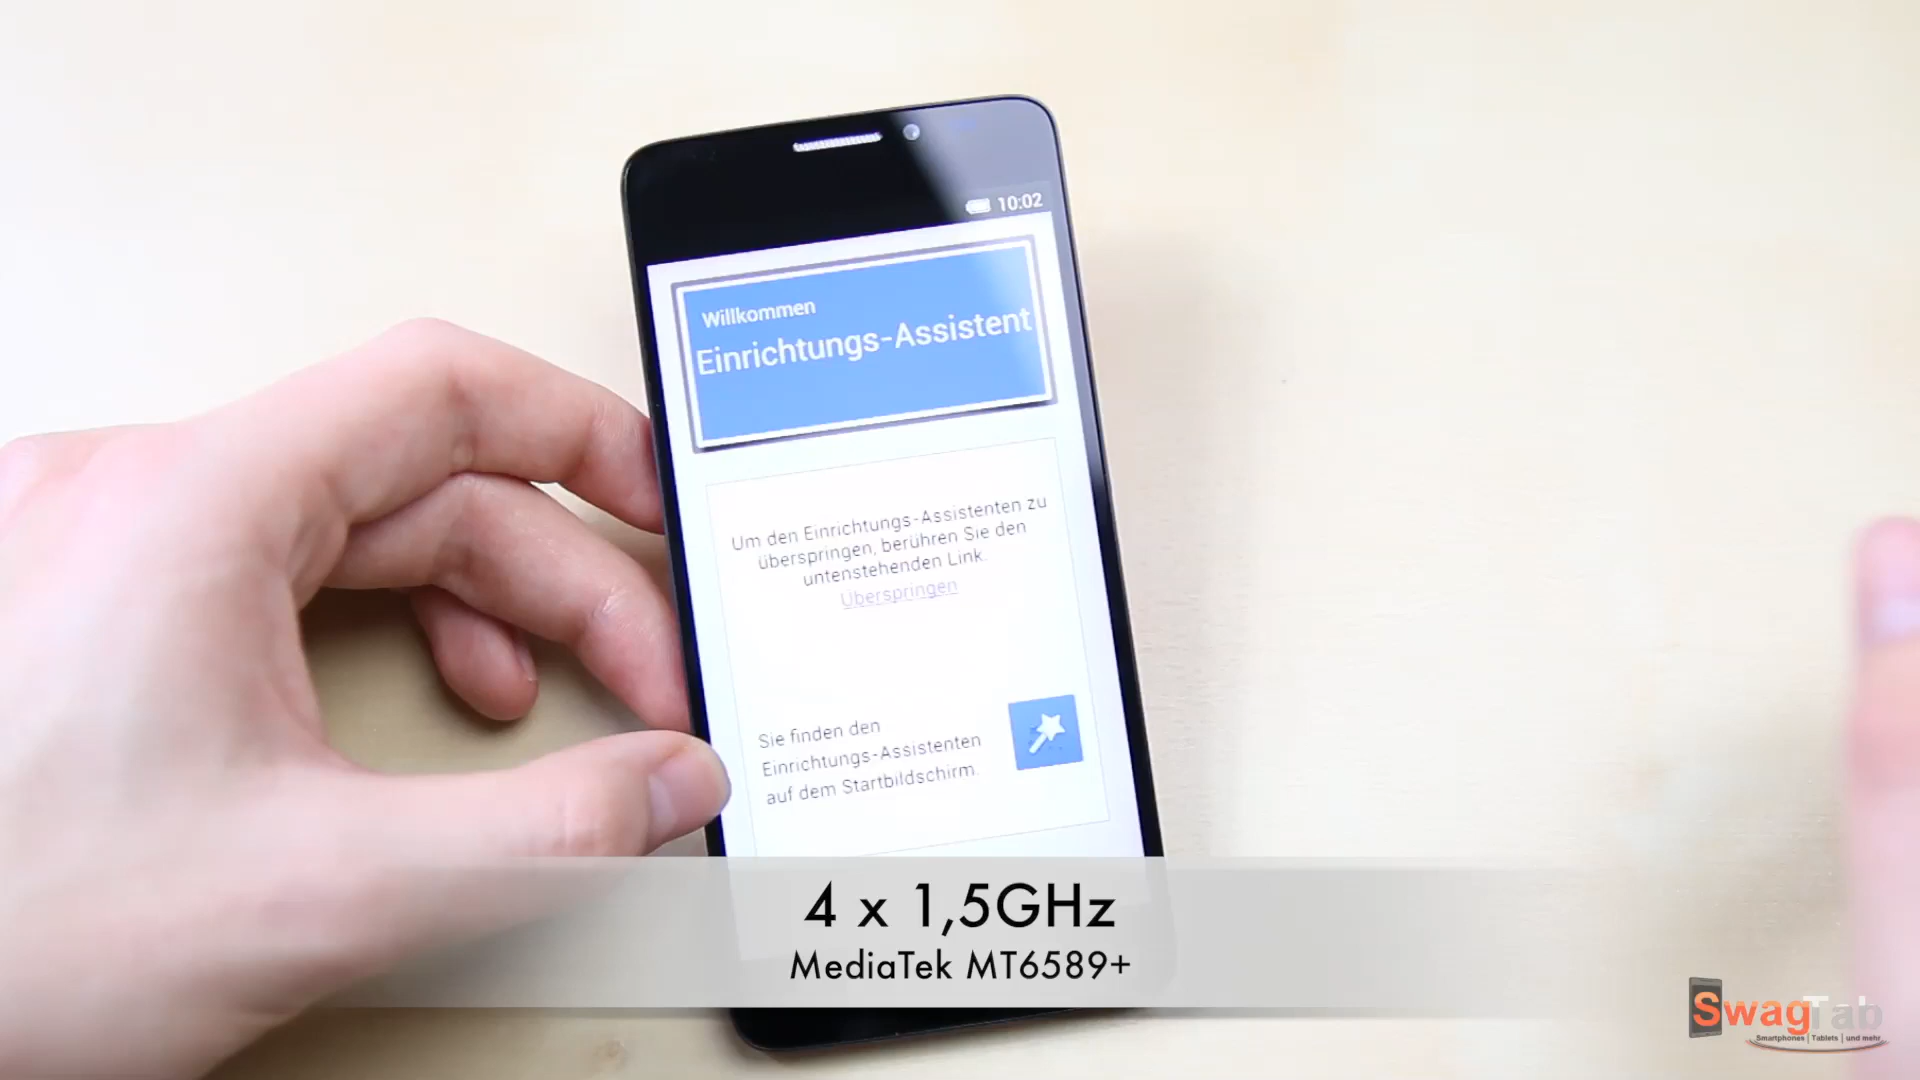 10:02
Willkommen
Einrichtungs-Assistent
Um den Einrichtungs-Assistenten zu
überspringen, berühren Sie den
untenstehenden Link.
Überspringen
Sie finden den
Einrichtungs-Assistenten
auf dem Startbildschirm.
4 x 1,5GHz
MediaTek MT6589+
SwagTab
Smartphones | Tablets | und mehr